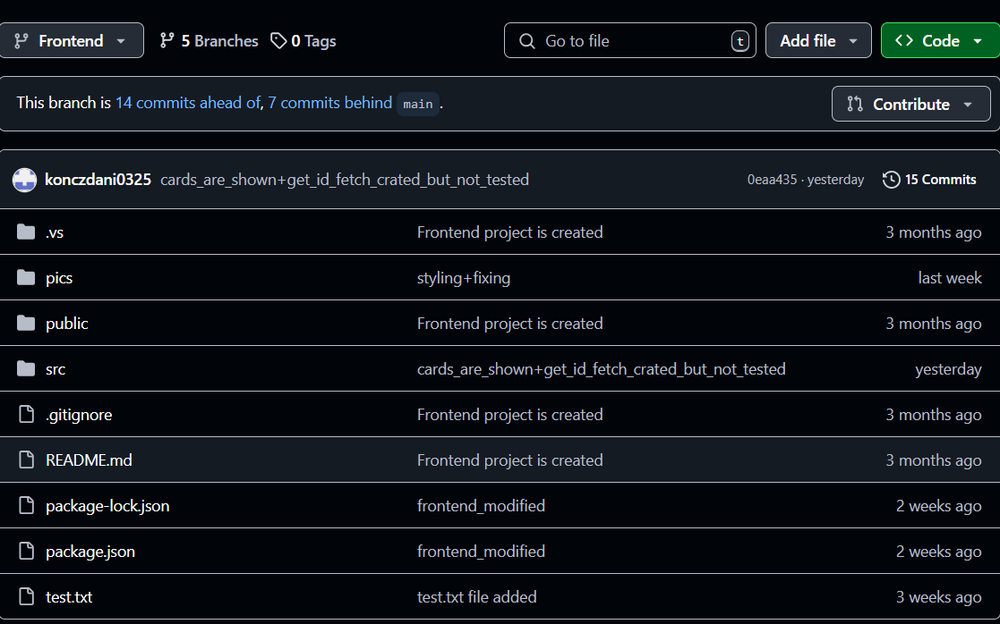 Frontend 5 Branches 0 Tags Go to file t Add file Code
This branch is 14 commits ahead of, 7 commits behind main . Contribute
konczdani0325 cards_are_shown+get_id_fetch_crated_but_not_tested 0eaa435 · yesterday 15 Commits
.vs Frontend project is created 3 months ago
pics styling+fixing last week
public Frontend project is created 3 months ago
src cards_are_shown+get_id_fetch_crated_but_not_tested yesterday
.gitignore Frontend project is created 3 months ago
README.md Frontend project is created 3 months ago
package-lock.json frontend_modified 2 weeks ago
package.json frontend_modified 2 weeks ago
test.txt test.txt file added 3 weeks ago